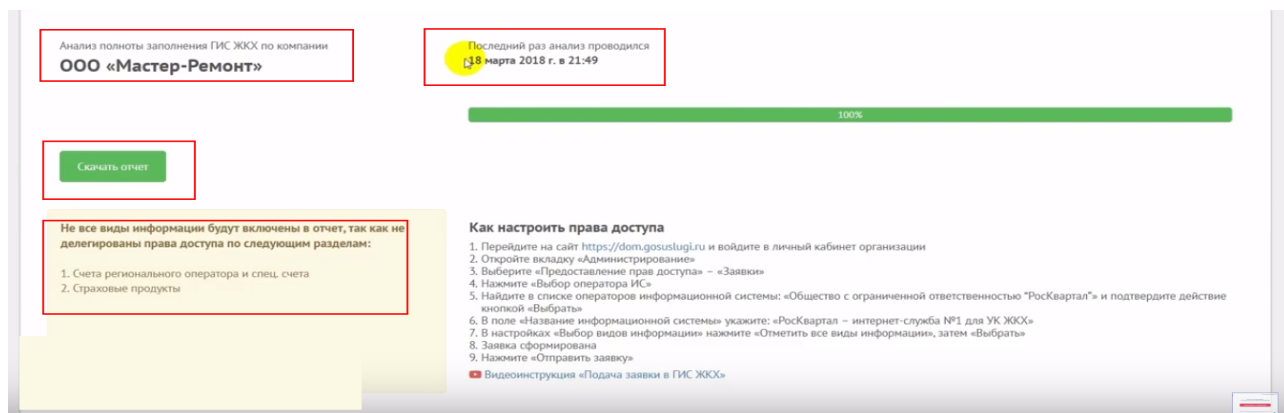 Анализ полноты заполнения ГИС ЖКХ по компании
ООО «Мастер-Ремонт»
Последний раз анализ проводился
18 марта 2018 г. в 21:49
100%
Скачать отчет
Не все виды информации будут включены в отчет, так как не
делегированы права доступа по следующим разделам:
1. Счета регионального оператора и спец. счета
2. Страховые продукты
Как настроить права доступа
1. Перейдите на сайт https://dom.gosuslugi.ru и войдите в личный кабинет организации
2. Откройте вкладку «Администрирование»
3. Выберите «Предоставление прав доступа» – «Заявки»
4. Нажмите «Выбор оператора ИС»
5. Найдите в списке операторов информационной системы: «Общество с ограниченной ответственностью "РосКвартал"» и подтвердите действие
кнопкой «Выбрать»
6. В поле «Название информационной системы» укажите: «РосКвартал – интернет-служба №1 для УК ЖКХ»
7. В настройках «Выбор видов информации» нажмите «Отметить все виды информации», затем «Выбрать»
8. Заявка сформирована
9. Нажмите «Отправить заявку»
Видеоинструкция «Подача заявки в ГИС ЖКХ»